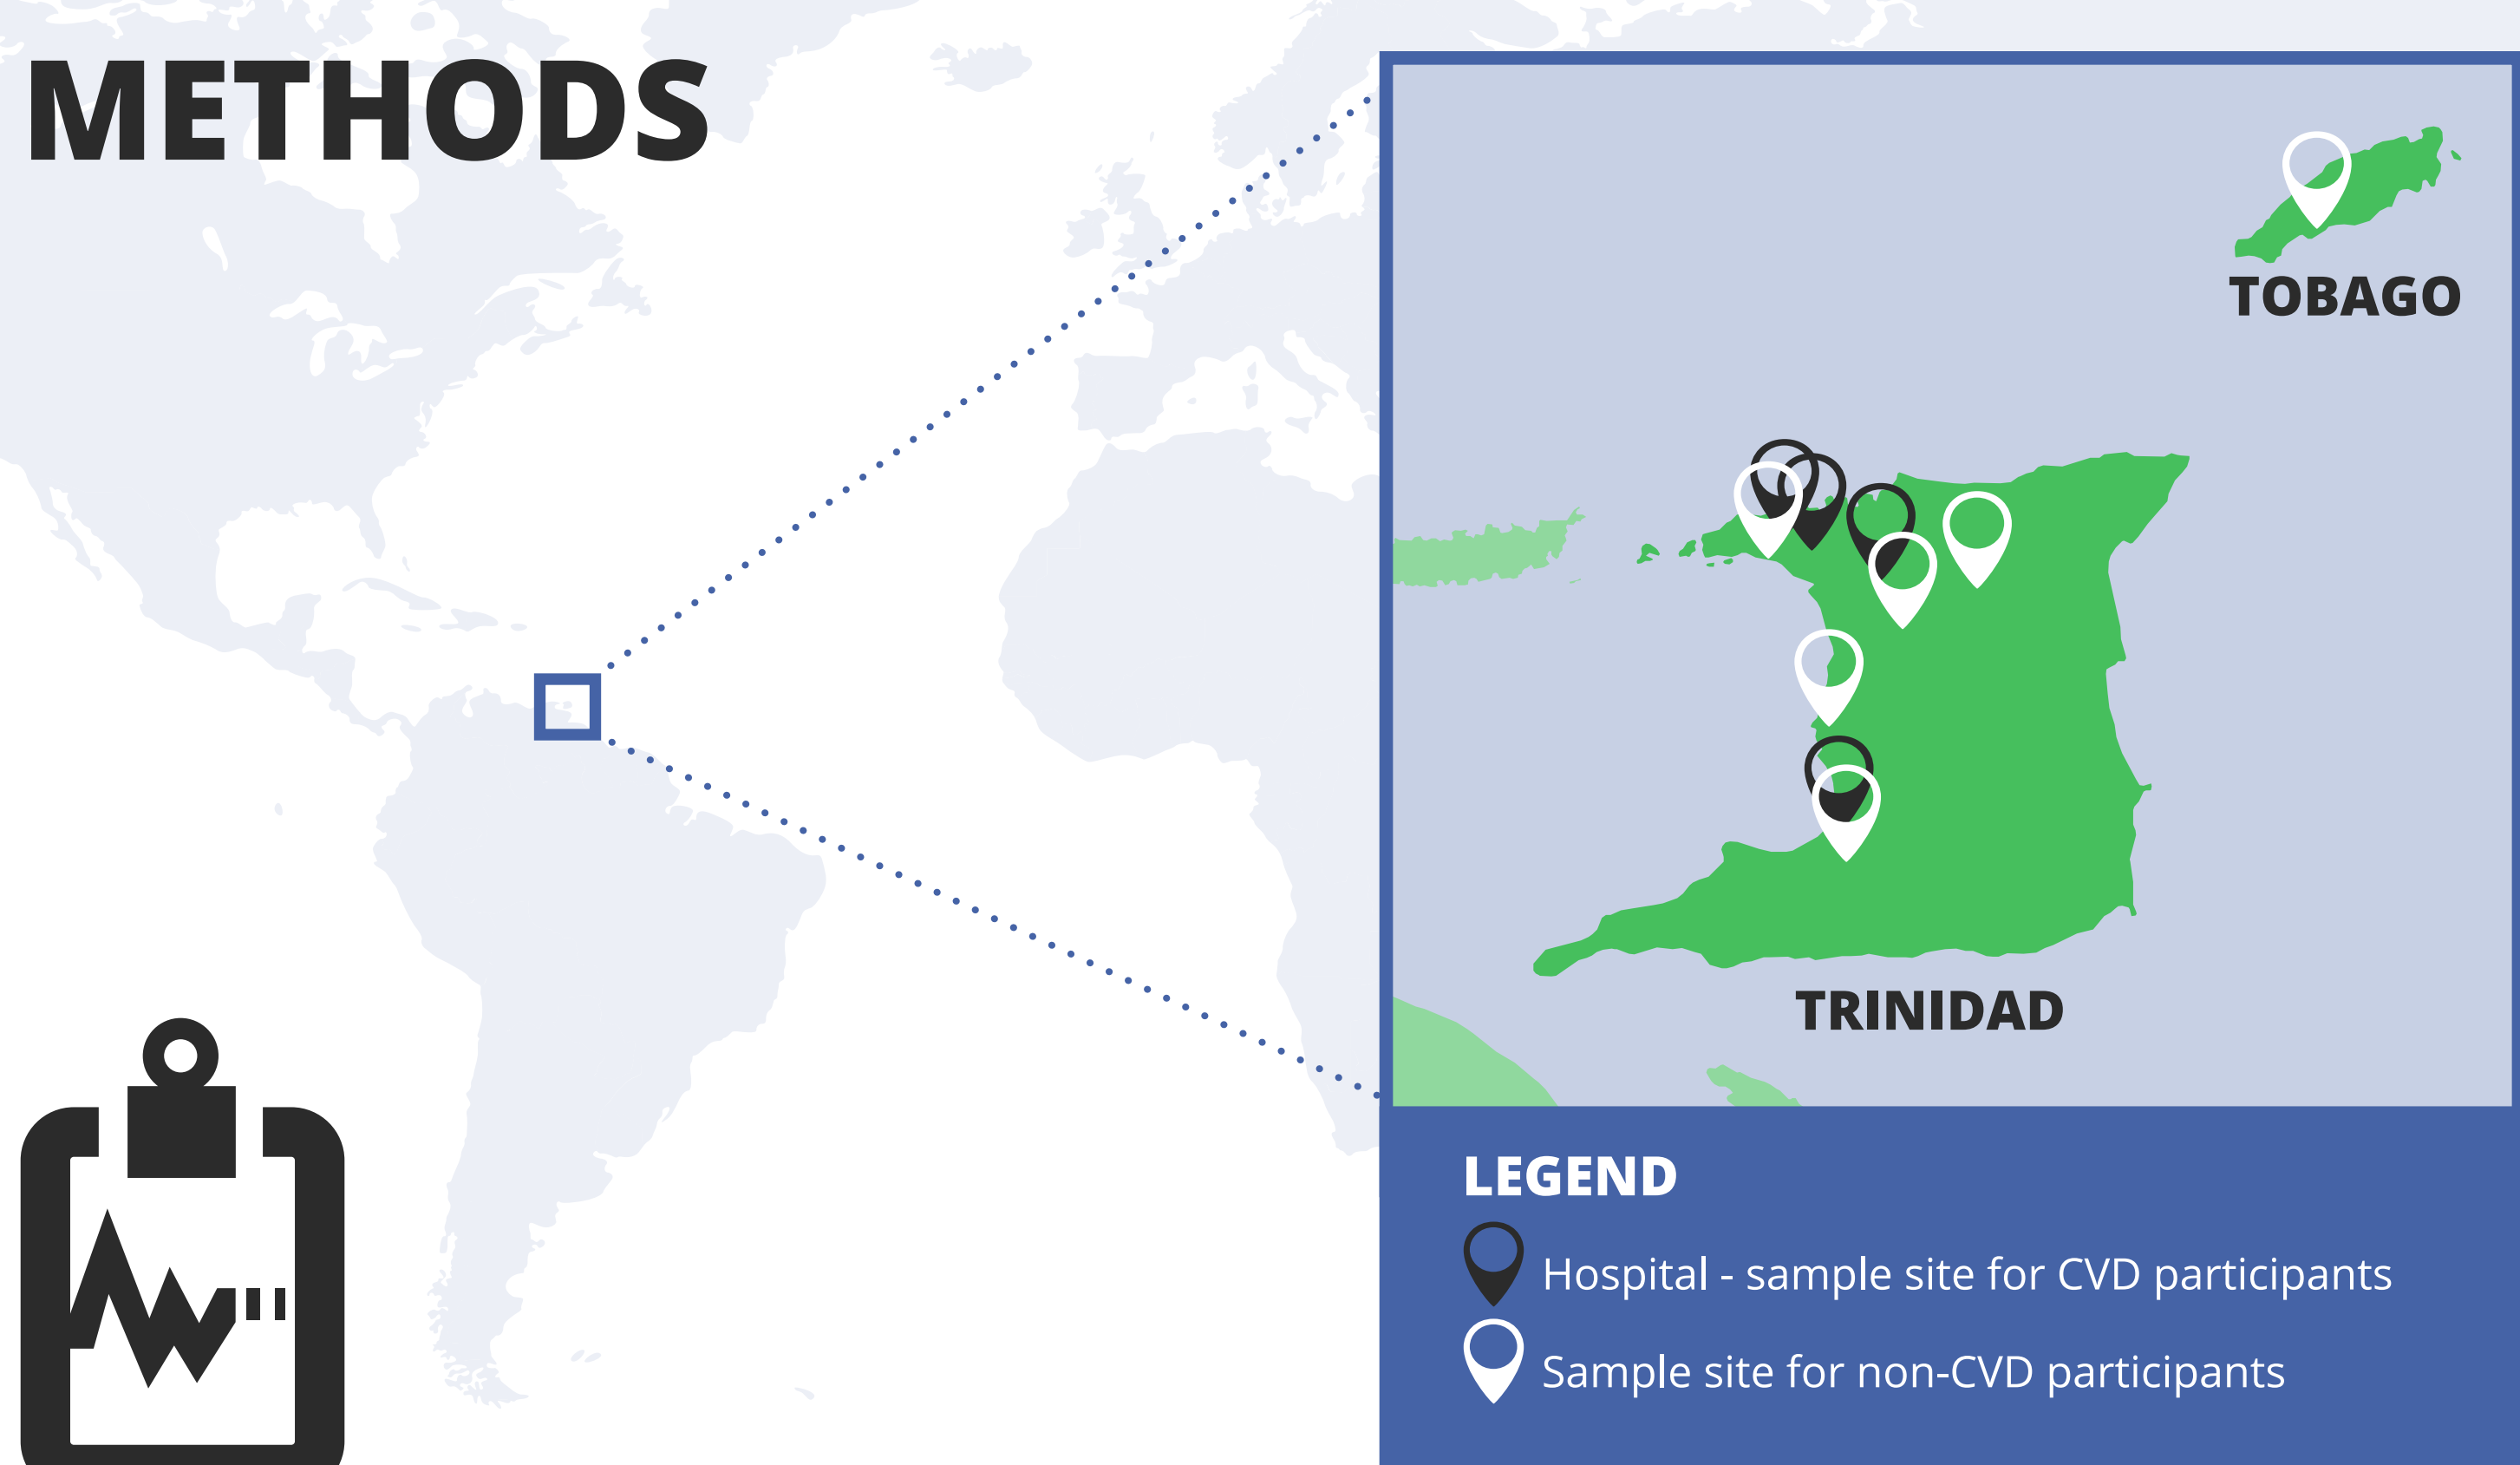 METHODS
TOBAGO
TRINIDAD
LEGEND
Hospital - sample site for CVD participants
Sample site for non-CVD participants